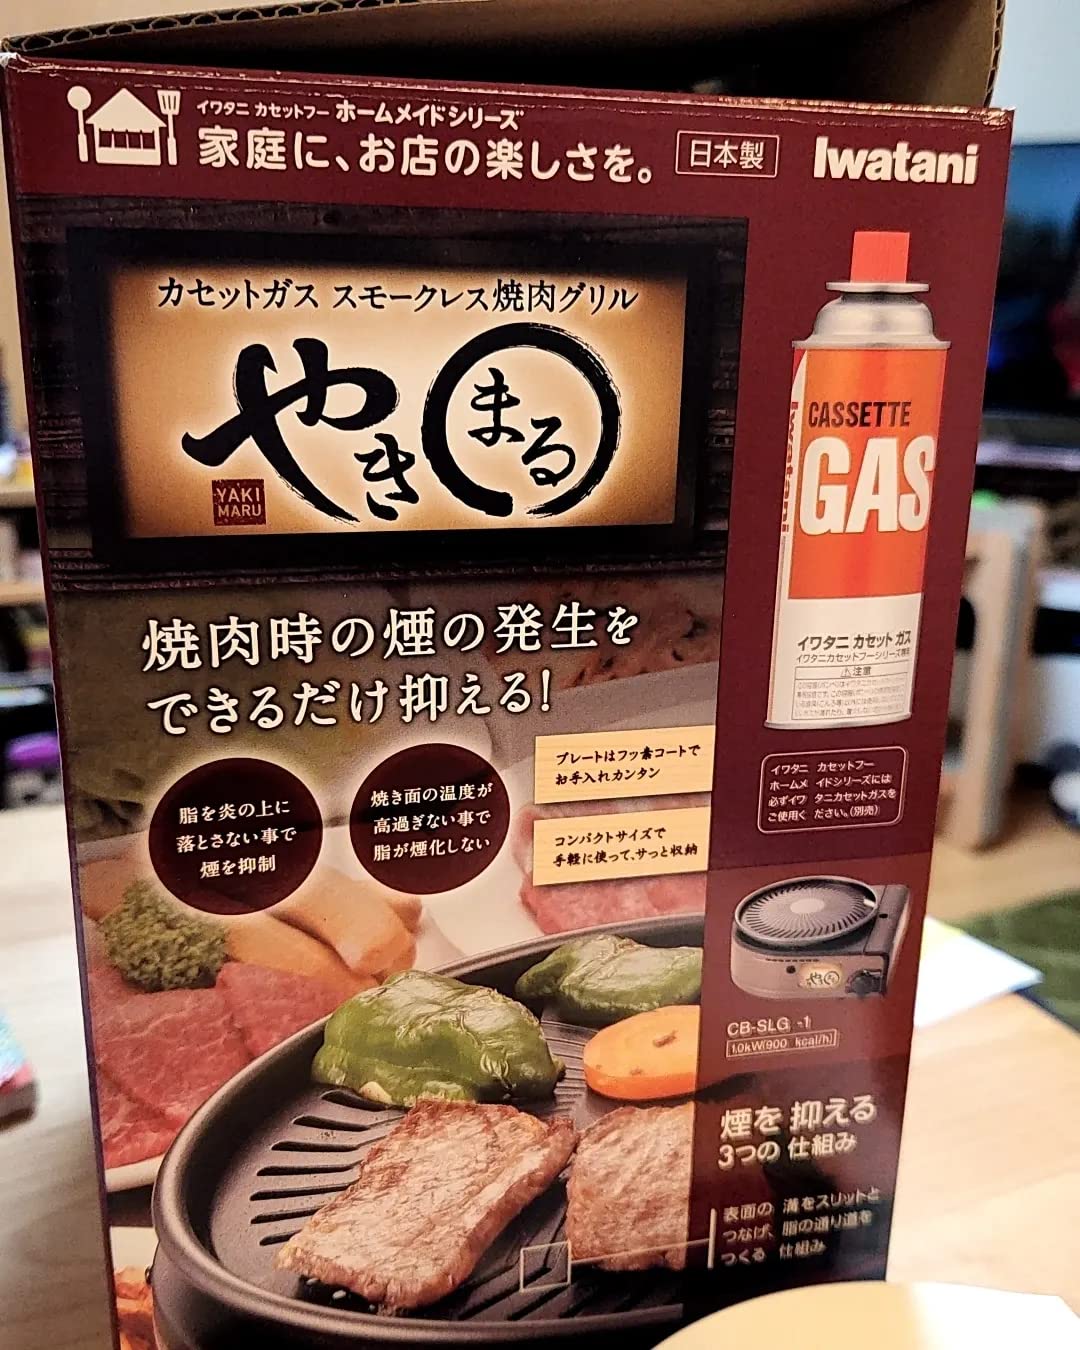 イワタニ カセットフー ホームメイドシリーズ
家庭に、お店の楽しさを。
日本製
Iwatani
カセットガス スモークレス焼肉グリル
やきまる
YAKI
MARU
焼肉時の煙の発生を
できるだけ抑える!
脂を炎の上に
落とさない事で
煙を抑制
焼き面の温度が
高過ぎない事で
脂が煙化しない
プレートはフッ素コートで
お手入れカンタン
コンパクトサイズで
手軽に使って、サっと収納
Iwatani
CASSETTE
GAS
イワタニ カセット ガス
イワタニカセットフーシリーズ専用
⚠注意
イワタニ カセットフー
ホームメ イドシリーズには
必ずイワ タニカセットガスを
ご使用く ださい。(別売)
やきまる
CB-SLG -1
1.0kW(900 kcal/h)
煙を 抑える
3つの 仕組み
表面の 溝をスリットと
つなげ、脂の通り道を
つくる 仕組み